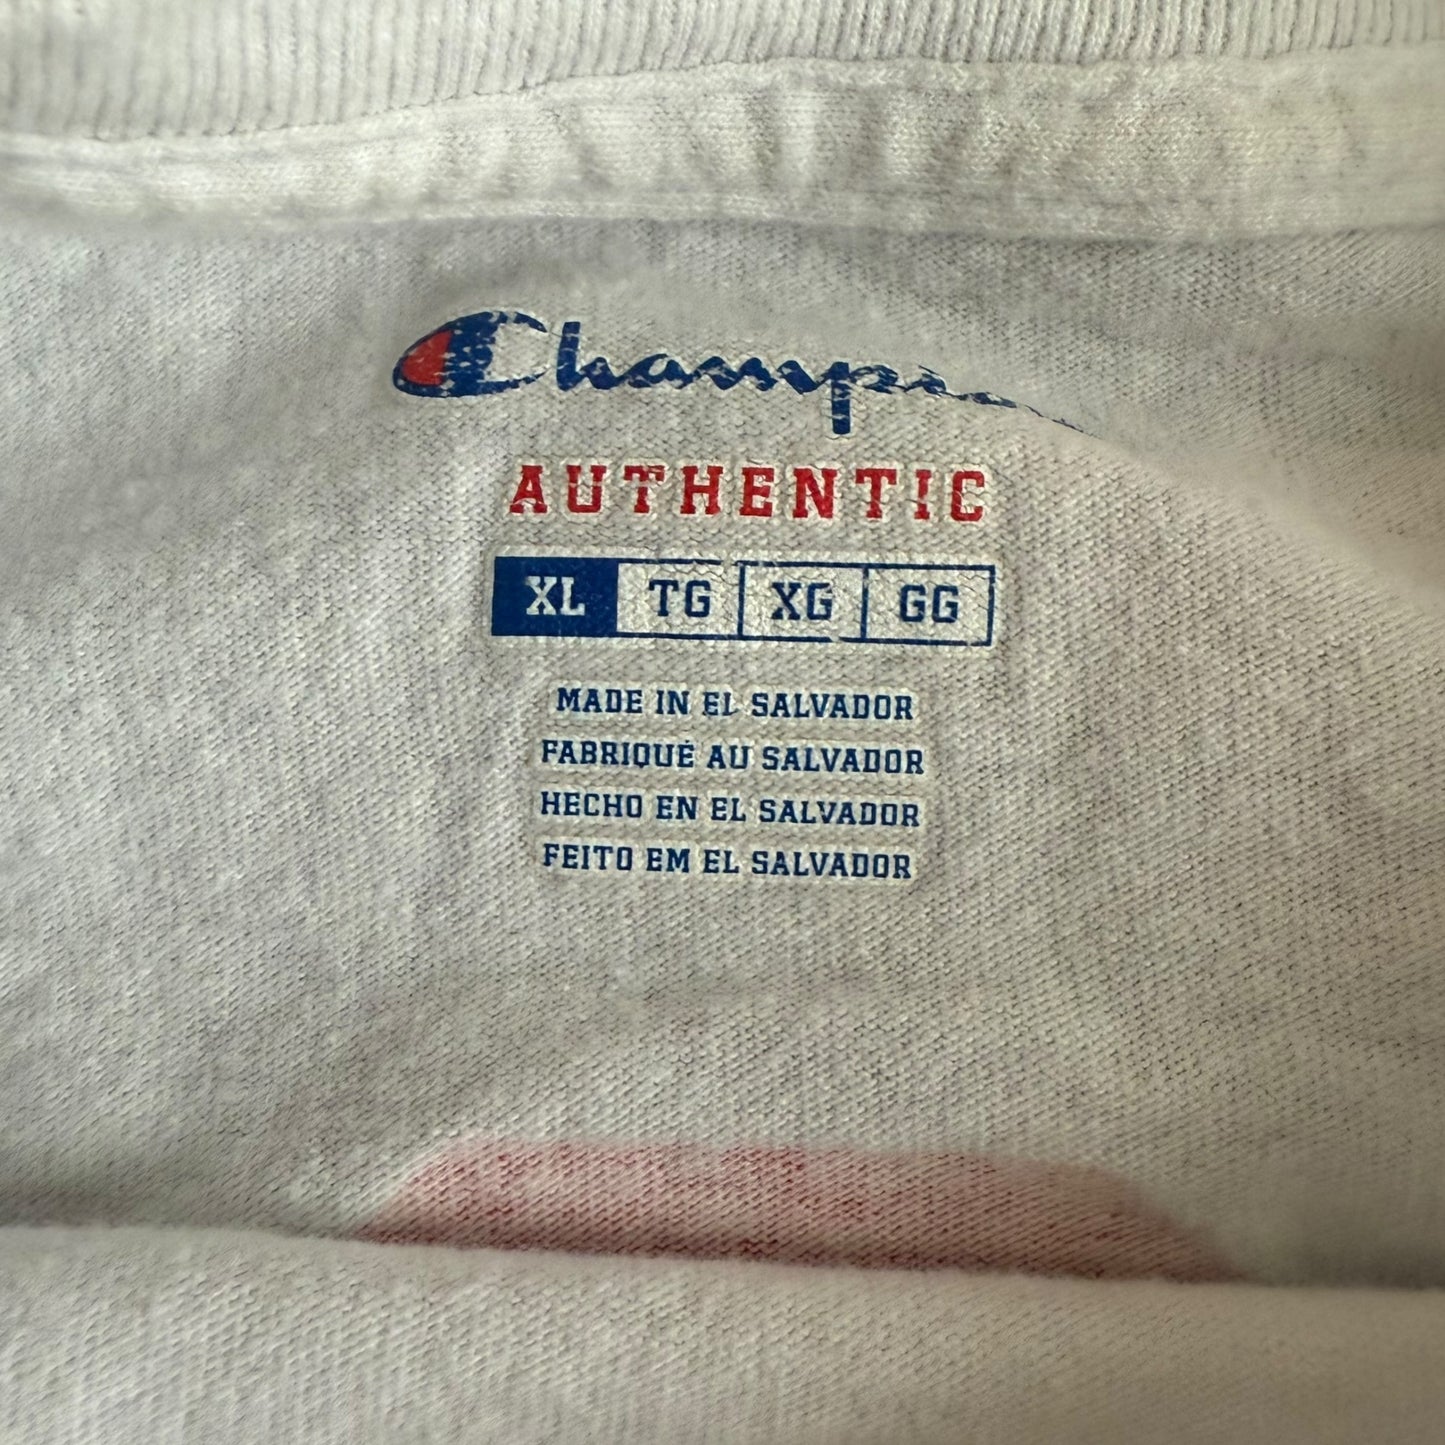 Champion
AUTHENTIC
XL TG XG GG
MADE IN EL SALVADOR
FABRIQUÉ AU SALVADOR
HECHO EN EL SALVADOR
FEITO EM EL SALVADOR